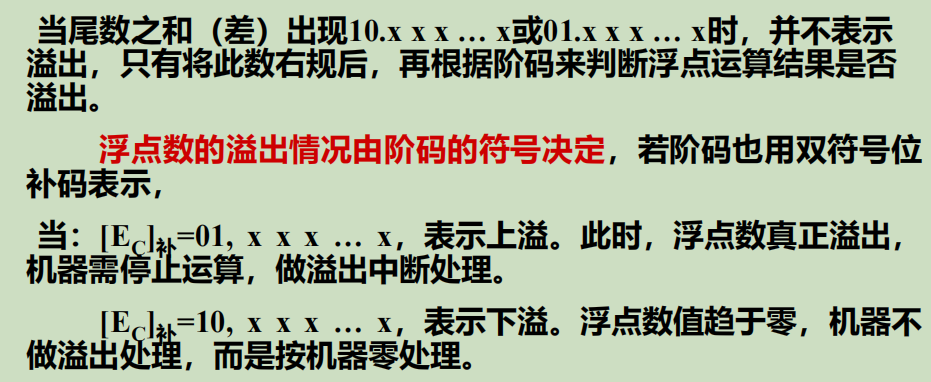 当尾数之和（差）出现10.x x x … x或01.x x x … x时，并不表示
溢出，只有将此数右规后，再根据阶码来判断浮点运算结果是否
溢出。
浮点数的溢出情况由阶码的符号决定，若阶码也用双符号位
补码表示，
当：[EC]补=01, x x x … x，表示上溢。此时，浮点数真正溢出，
机器需停止运算，做溢出中断处理。
[EC]补=10, x x x … x，表示下溢。浮点数值趋于零，机器不
做溢出处理，而是按机器零处理。